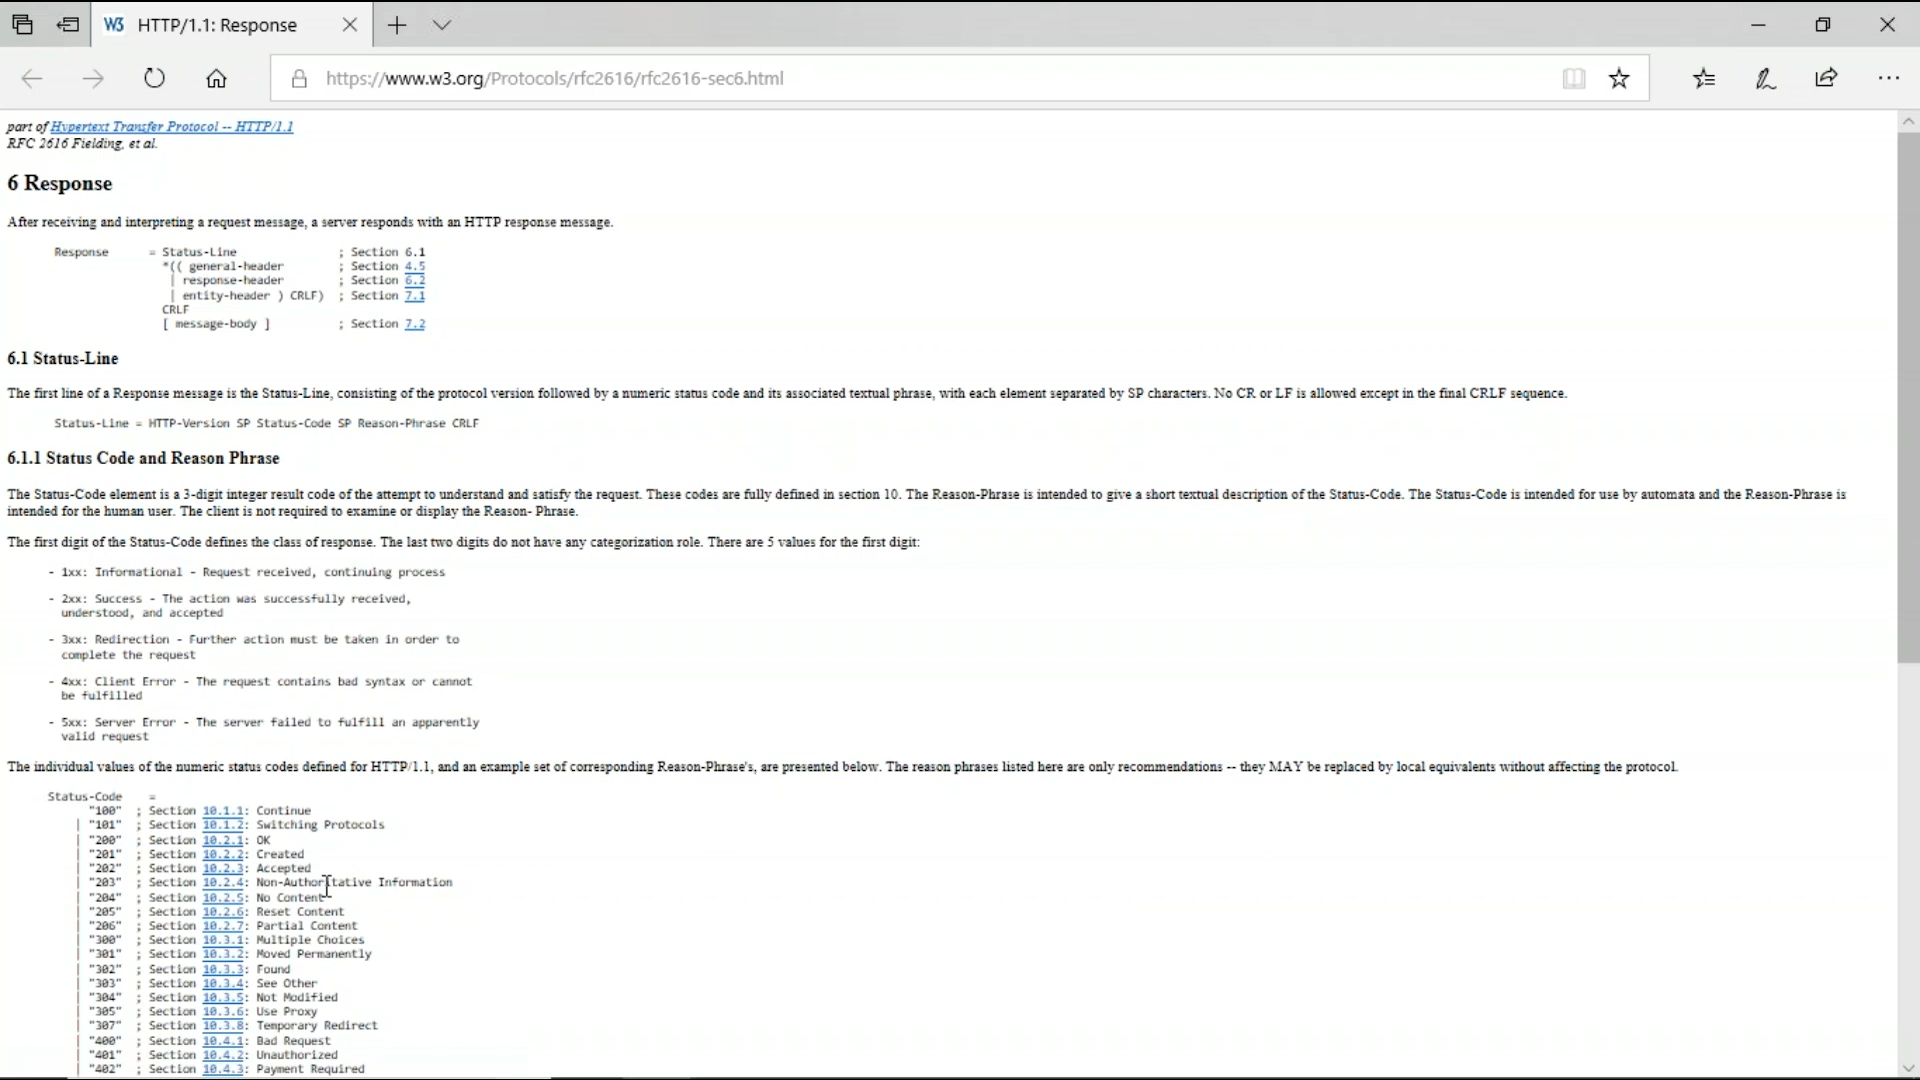 W3 HTTP/1.1: Response
https://www.w3.org/Protocols/rfc2616/rfc2616-sec6.html
part of Hypertext Transfer Protocol -- HTTP/1.1
RFC 2616 Fielding, et al.
6 Response
After receiving and interpreting a request message, a server responds with an HTTP response message.
Response = Status-Line ; Section 6.1
*(( general-header ; Section 4.5
| response-header ; Section 6.2
| entity-header ) CRLF) ; Section 7.1
CRLF
[ message-body ] ; Section 7.2
6.1 Status-Line
The first line of a Response message is the Status-Line, consisting of the protocol version followed by a numeric status code and its associated textual phrase, with each element separated by SP characters. No CR or LF is allowed except in the final CRLF sequence.
Status-Line = HTTP-Version SP Status-Code SP Reason-Phrase CRLF
6.1.1 Status Code and Reason Phrase
The Status-Code element is a 3-digit integer result code of the attempt to understand and satisfy the request. These codes are fully defined in section 10. The Reason-Phrase is intended to give a short textual description of the Status-Code. The Status-Code is intended for use by automata and the Reason-Phrase is
intended for the human user. The client is not required to examine or display the Reason- Phrase.
The first digit of the Status-Code defines the class of response. The last two digits do not have any categorization role. There are 5 values for the first digit:
- 1xx: Informational - Request received, continuing process
- 2xx: Success - The action was successfully received,
understood, and accepted
- 3xx: Redirection - Further action must be taken in order to
complete the request
- 4xx: Client Error - The request contains bad syntax or cannot
be fulfilled
- 5xx: Server Error - The server failed to fulfill an apparently
valid request
The individual values of the numeric status codes defined for HTTP/1.1, and an example set of corresponding Reason-Phrase's, are presented below. The reason phrases listed here are only recommendations -- they MAY be replaced by local equivalents without affecting the protocol.
Status-Code =
"100" ; Section 10.1.1: Continue
| "101" ; Section 10.1.2: Switching Protocols
| "200" ; Section 10.2.1: OK
| "201" ; Section 10.2.2: Created
| "202" ; Section 10.2.3: Accepted
| "203" ; Section 10.2.4: Non-Authoritative Information
| "204" ; Section 10.2.5: No Content
| "205" ; Section 10.2.6: Reset Content
| "206" ; Section 10.2.7: Partial Content
| "300" ; Section 10.3.1: Multiple Choices
| "301" ; Section 10.3.2: Moved Permanently
| "302" ; Section 10.3.3: Found
| "303" ; Section 10.3.4: See Other
| "304" ; Section 10.3.5: Not Modified
| "305" ; Section 10.3.6: Use Proxy
| "307" ; Section 10.3.8: Temporary Redirect
| "400" ; Section 10.4.1: Bad Request
| "401" ; Section 10.4.2: Unauthorized
| "402" ; Section 10.4.3: Payment Required